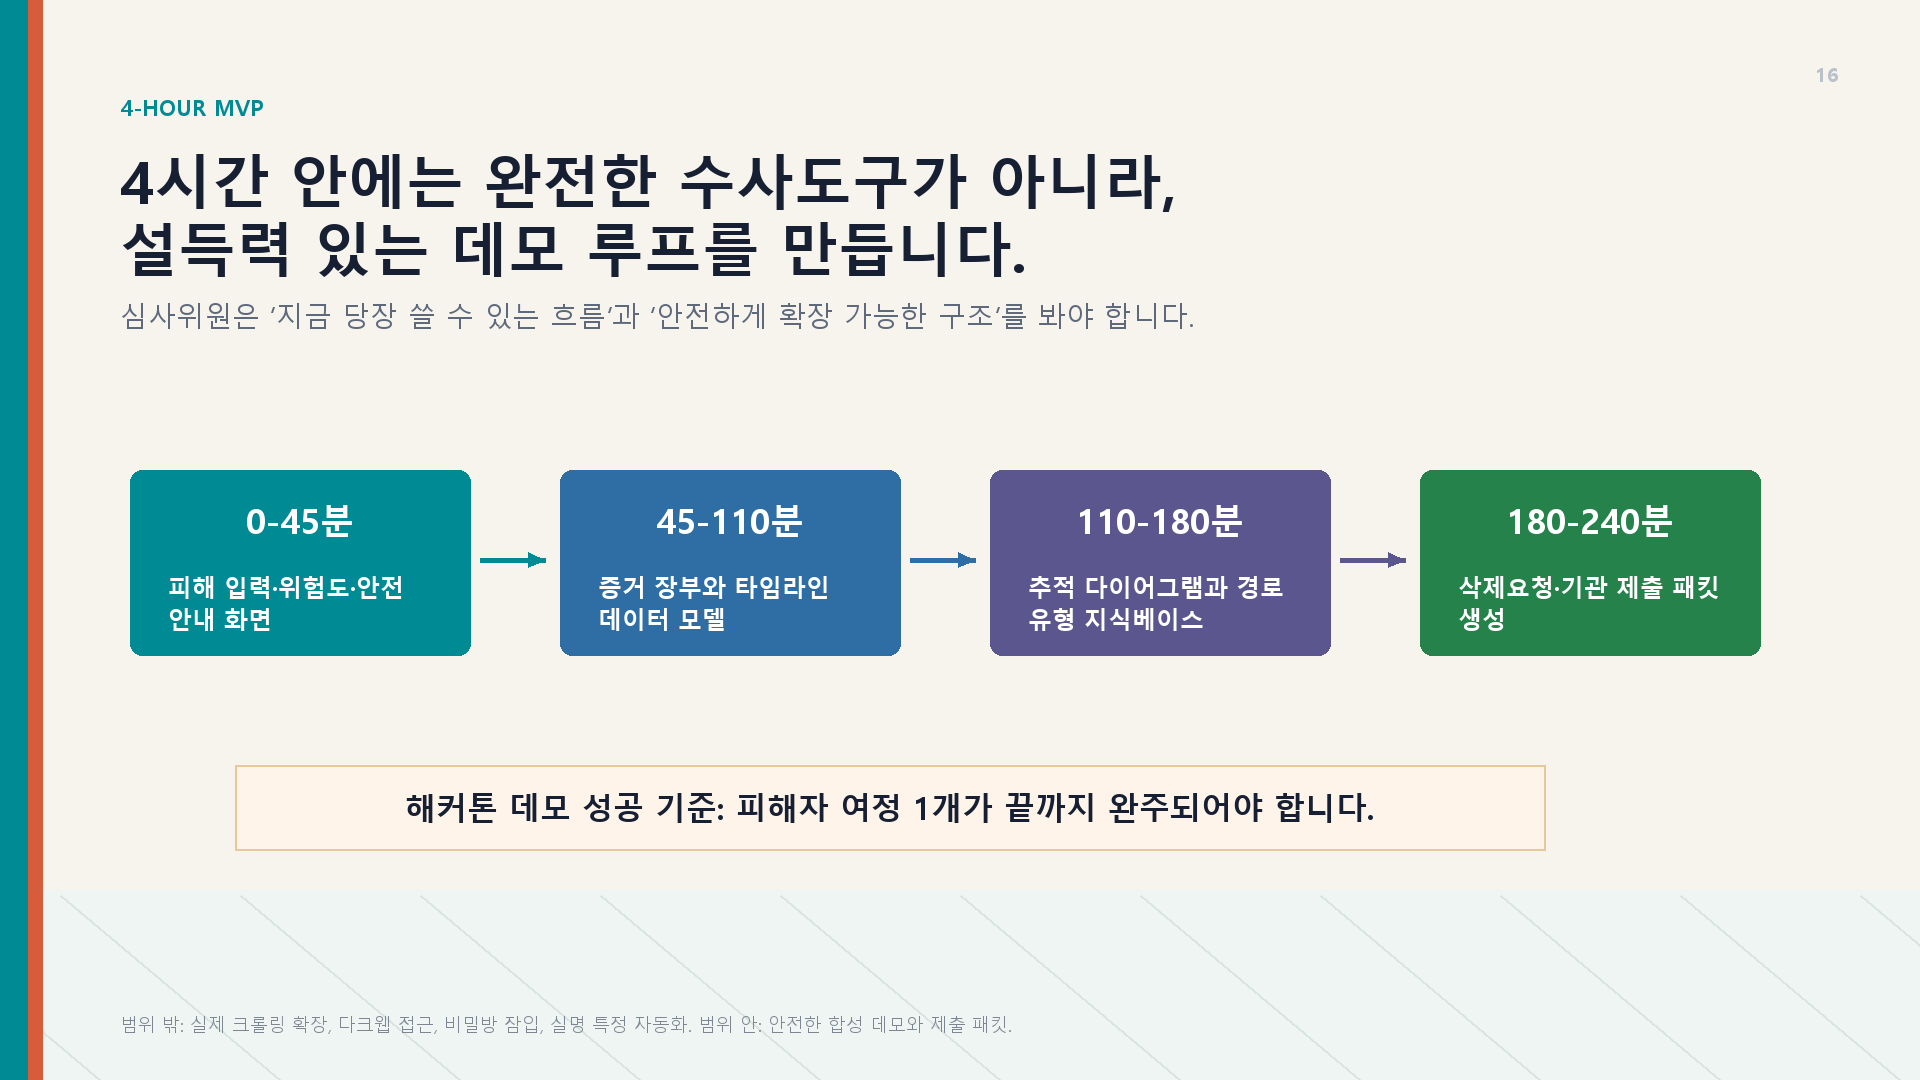 16
4-HOUR MVP
4시간 안에는 완전한 수사도구가 아니라,
설득력 있는 데모 루프를 만듭니다.
심사위원은 ‘지금 당장 쓸 수 있는 흐름’과 ‘안전하게 확장 가능한 구조’를 봐야 합니다.
0-45분
피해 입력·위험도·안전
안내 화면
45-110분
증거 장부와 타임라인
데이터 모델
110-180분
추적 다이어그램과 경로
유형 지식베이스
180-240분
삭제요청·기관 제출 패킷
생성
해커톤 데모 성공 기준: 피해자 여정 1개가 끝까지 완주되어야 합니다.
범위 밖: 실제 크롤링 확장, 다크웹 접근, 비밀방 잠입, 실명 특정 자동화. 범위 안: 안전한 합성 데모와 제출 패킷.